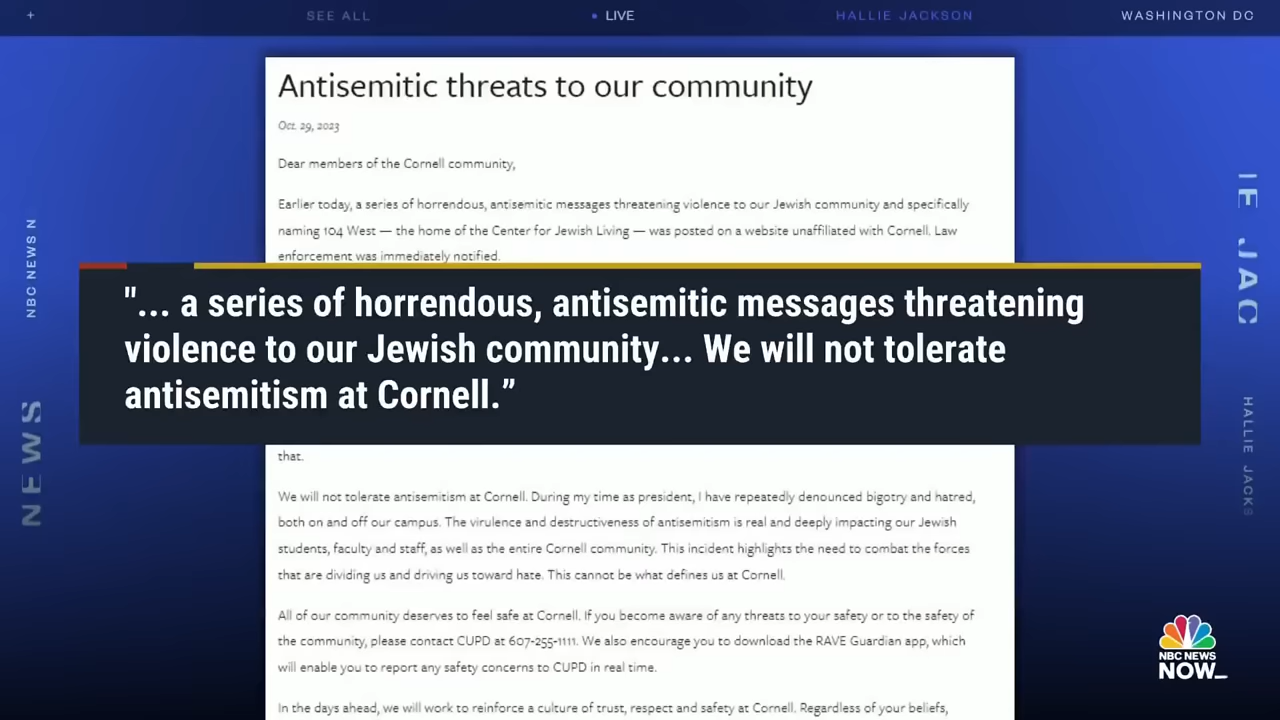 SEE ALL
LIVE
HALLIE JACKSON
WASHINGTON DC
Antisemitic threats to our community
Oct. 29, 2023
Dear members of the Cornell community,
Earlier today, a series of horrendous, antisemitic messages threatening violence to our Jewish community and specifically
naming 104 West — the home of the Center for Jewish Living — was posted on a website unaffiliated with Cornell. Law
enforcement was immediately notified.
"... a series of horrendous, antisemitic messages threatening
violence to our Jewish community... We will not tolerate
antisemitism at Cornell.”
that.
We will not tolerate antisemitism at Cornell. During my time as president, I have repeatedly denounced bigotry and hatred,
both on and off our campus. The virulence and destructiveness of antisemitism is real and deeply impacting our Jewish
students, faculty and staff, as well as the entire Cornell community. This incident highlights the need to combat the forces
that are dividing us and driving us toward hate. This cannot be what defines us at Cornell.
All of our community deserves to feel safe at Cornell. If you become aware of any threats to your safety or to the safety of
the community, please contact CUPD at 607-255-1111. We also encourage you to download the RAVE Guardian app, which
will enable you to report any safety concerns to CUPD in real time.
In the days ahead, we will work to reinforce a culture of trust, respect and safety at Cornell. Regardless of your beliefs,
NBC NEWS N
NEWS
IE JAC
HALLIE JACKS
NBC NEWS
NOW_